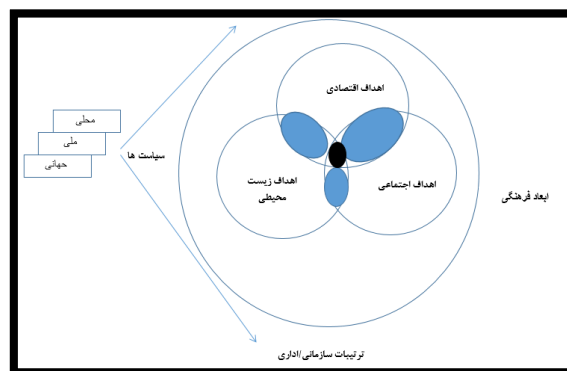 اهداف اقتصادی
محلی
ملی
جهانی
سیاست ها
اهداف زیست
محیطی
اهداف اجتماعی
ابعاد فرهنگی
ترتیبات سازمانی/اداری